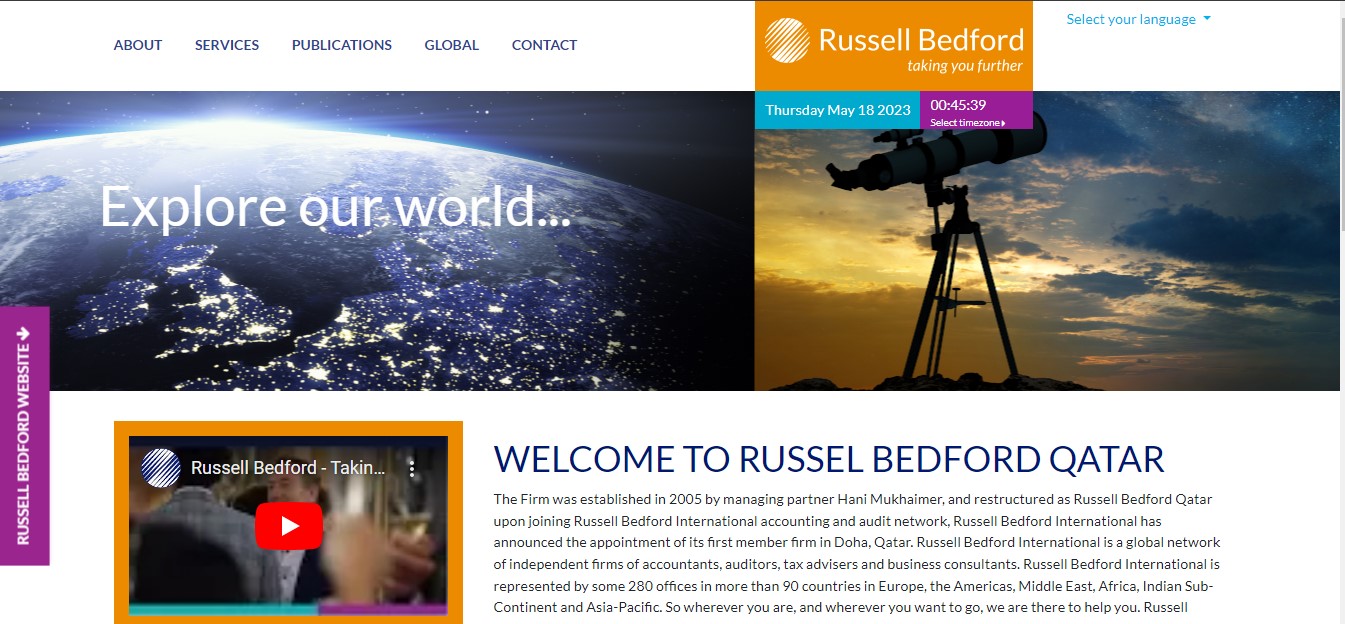 ABOUT SERVICES PUBLICATIONS GLOBAL CONTACT
Russell Bedford
taking you further
Select your language
Thursday May 18 2023
00:45:39
Select timezone
Explore our world...
RUSSELL BEDFORD WEBSITE
Russell Bedford - Takin...
WELCOME TO RUSSEL BEDFORD QATAR
The Firm was established in 2005 by managing partner Hani Mukhaimer, and restructured as Russell Bedford Qatar
upon joining Russell Bedford International accounting and audit network, Russell Bedford International has
announced the appointment of its first member firm in Doha, Qatar. Russell Bedford International is a global network
of independent firms of accountants, auditors, tax advisers and business consultants. Russell Bedford International is
represented by some 280 offices in more than 90 countries in Europe, the Americas, Middle East, Africa, Indian Sub-
Continent and Asia-Pacific. So wherever you are, and wherever you want to go, we are there to help you. Russell